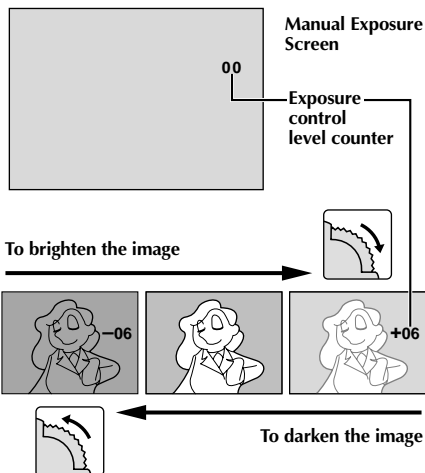 Manual Exposure
Screen
00
Exposure
control
level counter
To brighten the image
–06
+06
To darken the image